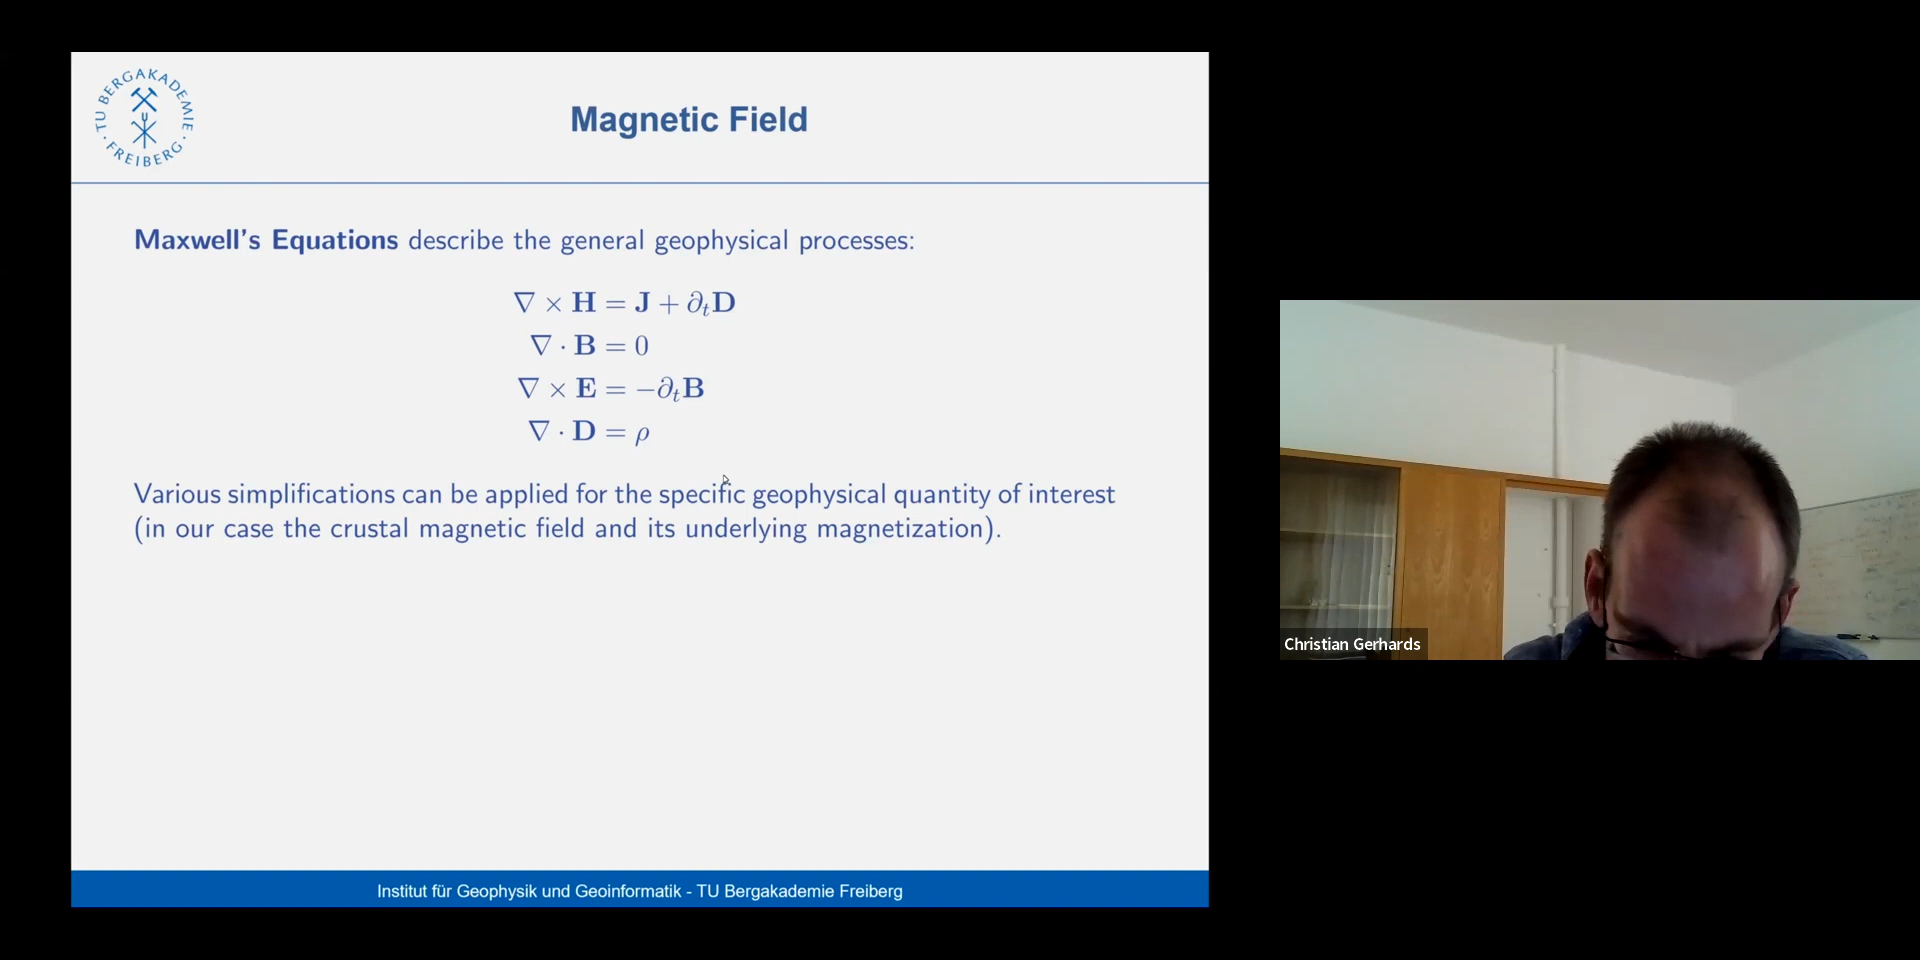 TU BERGAKADEMIE
FREIBERG
Magnetic Field
Maxwell's Equations describe the general geophysical processes:
∇ × H = J + ∂ₜD
∇ · B = 0
∇ × E = −∂ₜB
∇ · D = ρ
Various simplifications can be applied for the specific geophysical quantity of interest
(in our case the crustal magnetic field and its underlying magnetization).
Institut für Geophysik und Geoinformatik - TU Bergakademie Freiberg
Christian Gerhards